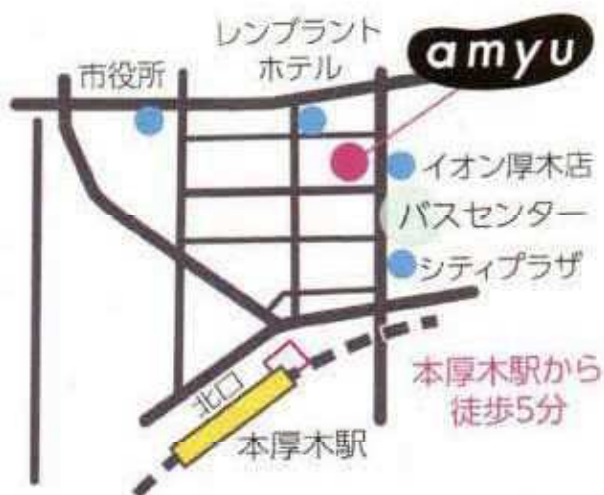 レンブラント
ホテル
amyu
市役所
イオン厚木店
バスセンター
シティプラザ
本厚木駅から
徒歩5分
北口
本厚木駅